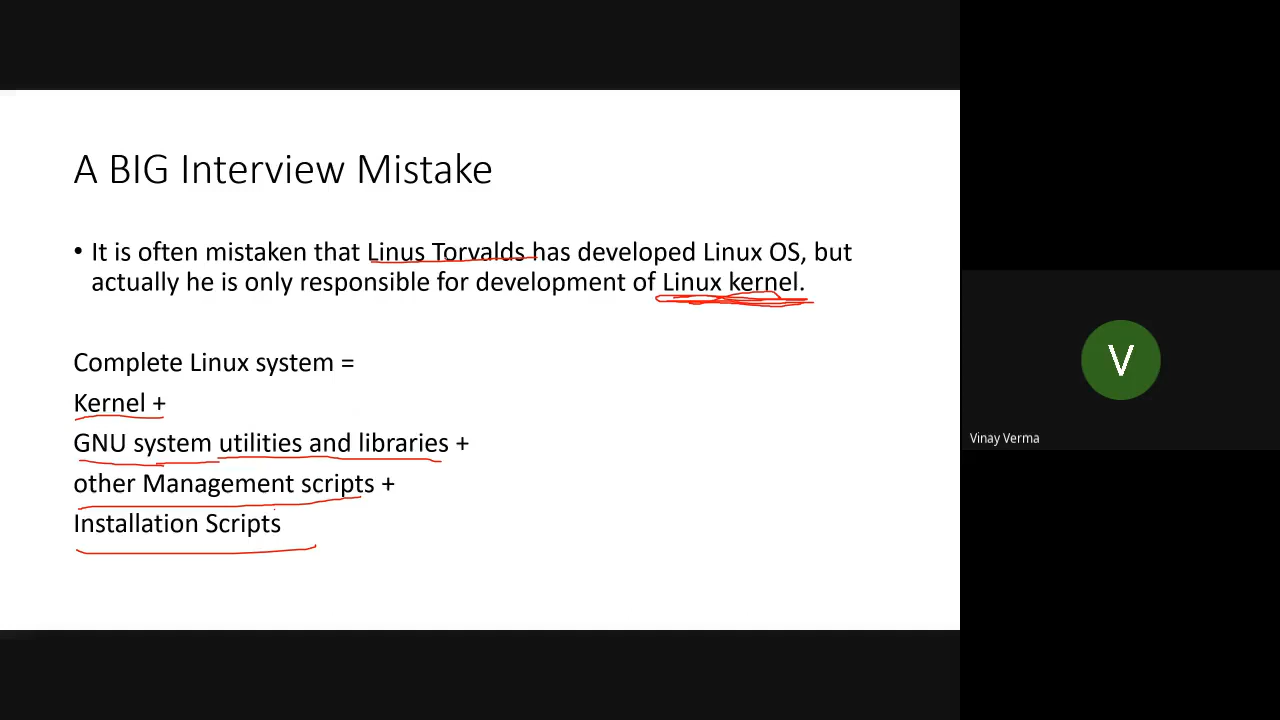 A BIG Interview Mistake
• It is often mistaken that Linus Torvalds has developed Linux OS, but
actually he is only responsible for development of Linux kernel.
Complete Linux system =
Kernel +
GNU system utilities and libraries +
other Management scripts +
Installation Scripts
V
Vinay Verma